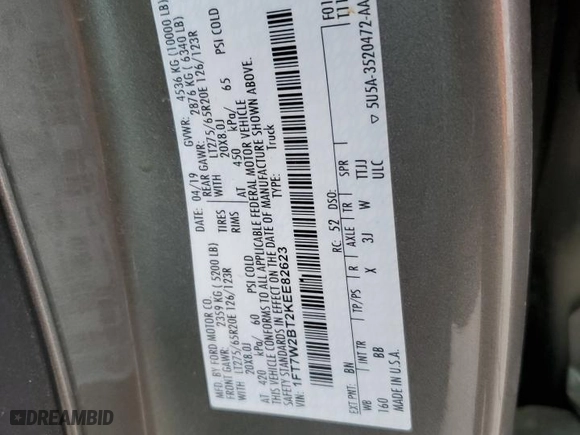 MFD. BY FORD MOTOR CO.
DATE: 04/19 GVWR: 4536 KG (10000 LB)
FRONT GAWR: 2359 KG ( 5200 LB) REAR GAWR: 2876 KG ( 6340 LB)
WITH LT275/65R20E 126/123R TIRES WITH LT275/65R20E 126/123R
20X8.0J RIMS 20X8.0J
AT 420 kPa/ 60 PSI COLD AT 450 kPa/ 65 PSI COLD
THIS VEHICLE CONFORMS TO ALL APPLICABLE FEDERAL MOTOR VEHICLE
SAFETY STANDARDS IN EFFECT ON THE DATE OF MANUFACTURE SHOWN ABOVE.
VIN: 1FT7W2BT2KEE82623 TYPE: Truck
F01
T11
EXT PNT: BN RC: 52 DSO:
WB INT TR TP/PS R AXLE TR SPR
160 BB X 3J W T1JJ
MADE IN U.S.A. ULC
▽ 5U5A-3520472-AA
DREAMBID